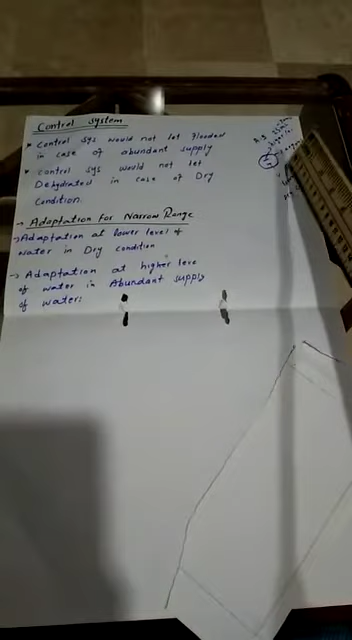 Control system
Control sys would not let flooded
in case of abundant supply
control sys would not let
Dehydrated in case of Dry
Condition.
→ Adaptation for Narrow Range
→ Adaptation at lower level of
water in Dry condition
→ Adaptation at higher leve
of water in Abundant supply
of water: